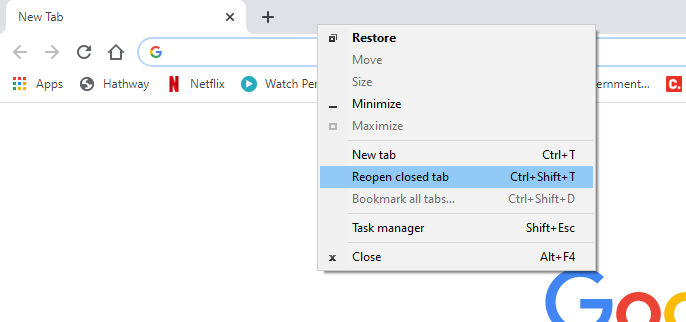 New Tab
Restore
Move
Size
Minimize
Maximize
New tab Ctrl+T
Reopen closed tab Ctrl+Shift+T
Bookmark all tabs... Ctrl+Shift+D
Task manager Shift+Esc
Close Alt+F4
Apps Hathway Netflix Watch Per ernment... C.
Goo